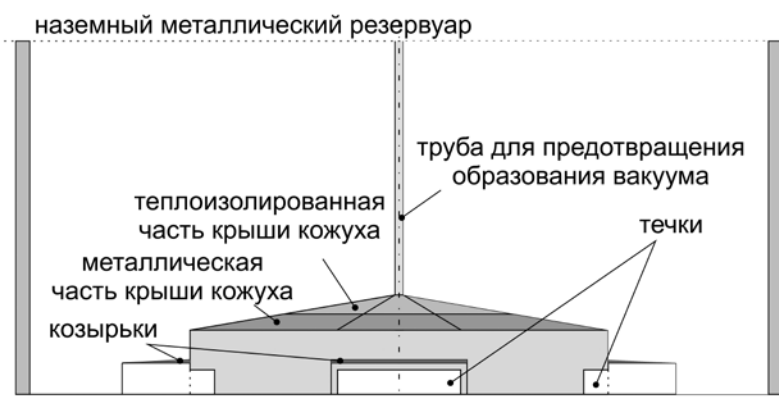 наземный металлический резервуар
труба для предотвращения
образования вакуума
теплоизолированная
часть крыши кожуха
течки
металлическая
часть крыши кожуха
козырьки